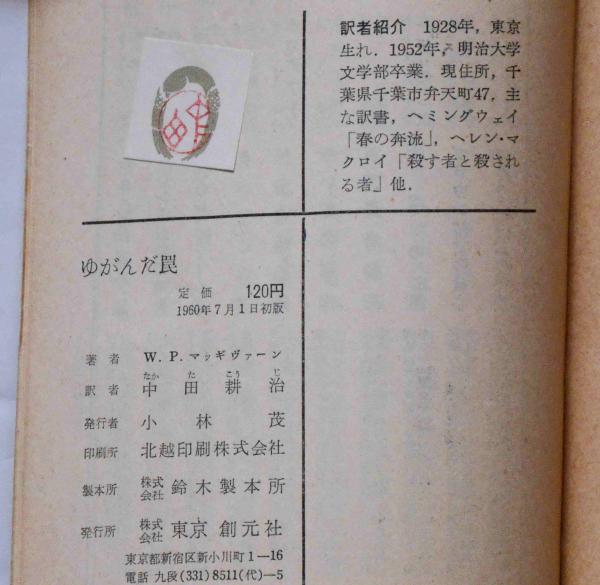 訳者紹介 1928年，東京
生れ．1952年，明治大学
文学部卒業．現住所，千
葉県千葉市弁天町47．主
な訳書，ヘミングウェイ
「春の奔流」，ヘレン・マ
クロイ「殺す者と殺され
る者」他．
ゆがんだ罠
定価 120円
1960年7月1日初版
著者 W．P．マッギヴァーン
なかたこうじ
訳者 中田耕治
発行者 小林茂
印刷所 北越印刷株式会社
製本所 株式会社 鈴木製本所
発行所 株式会社 東京創元社
東京都新宿区新小川町1―16
電話 九段(331)8511(代)―5